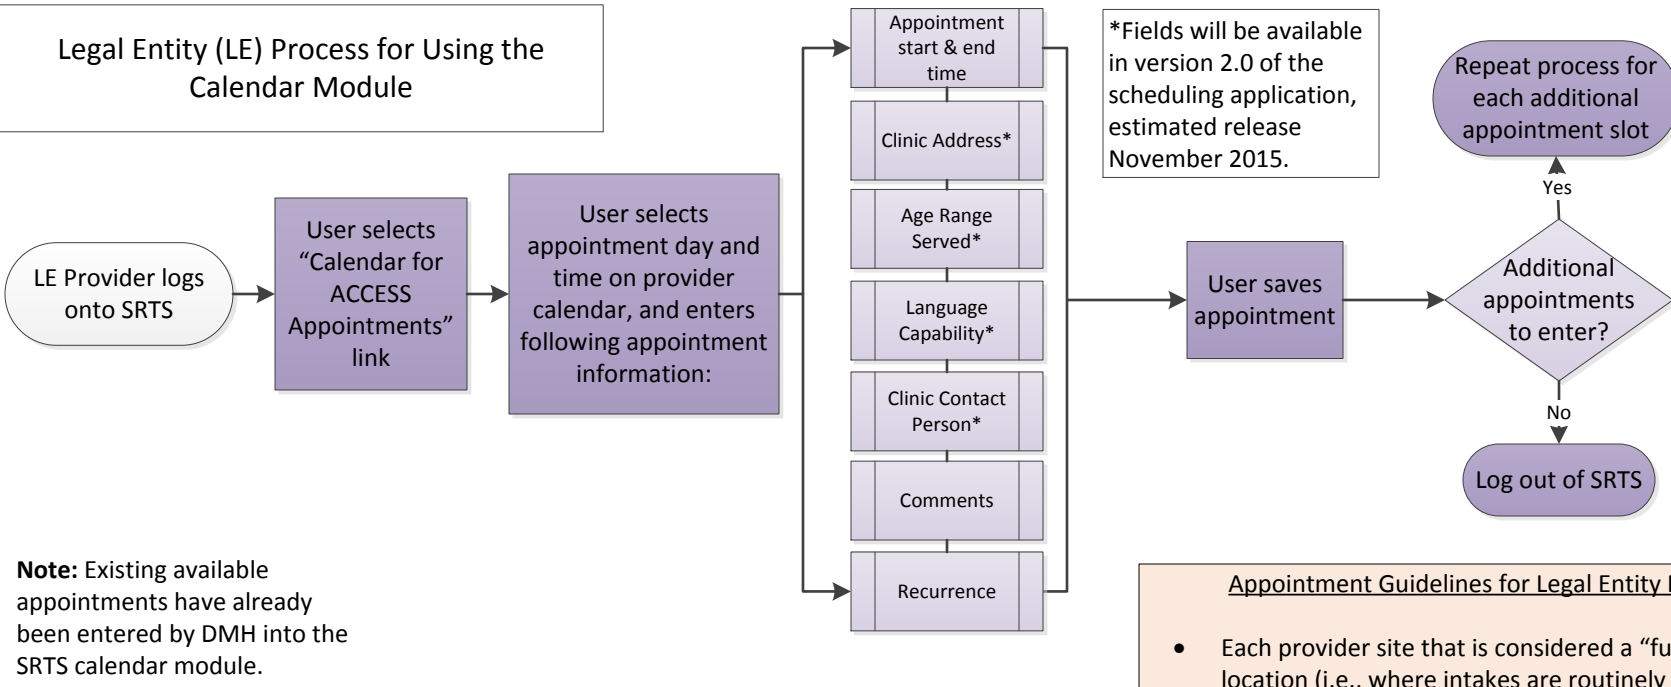 Legal Entity (LE) Process for Using the
Calendar Module
LE Provider logs
onto SRTS
User selects
“Calendar for
ACCESS
Appointments”
link
User selects
appointment day and
time on provider
calendar, and enters
following appointment
information:
Appointment
start & end
time
Clinic Address*
Age Range
Served*
Language
Capability*
Clinic Contact
Person*
Comments
Recurrence
*Fields will be available
in version 2.0 of the
scheduling application,
estimated release
November 2015.
User saves
appointment
Additional
appointments
to enter?
Yes
Repeat process for
each additional
appointment slot
No
Log out of SRTS
Note: Existing available
appointments have already
been entered by DMH into the
SRTS calendar module.
Appointment Guidelines for Legal Entity
• Each provider site that is considered a
location (i.e., where intakes are routinely